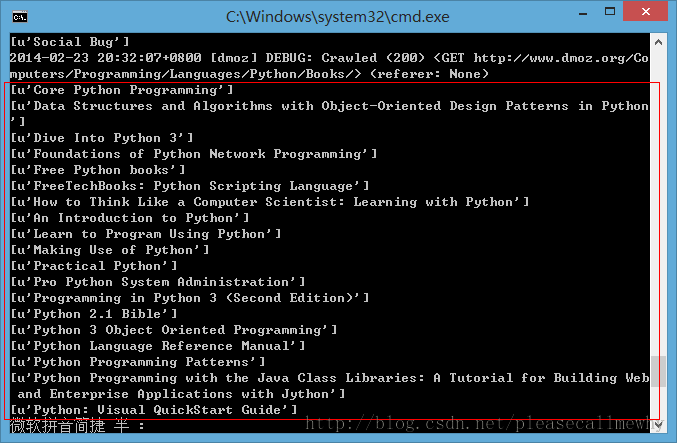 C:\Windows\system32\cmd.exe
[u'Social Bug']
2014-02-23 20:32:07+0800 [dmoz] DEBUG: Crawled (200) <GET http://www.dmoz.org/Co
mputers/Programming/Languages/Python/Books/> (referer: None)
[u'Core Python Programming']
[u'Data Structures and Algorithms with Object-Oriented Design Patterns in Python
']
[u'Dive Into Python 3']
[u'Foundations of Python Network Programming']
[u'Free Python books']
[u'FreeTechBooks: Python Scripting Language']
[u'How to Think Like a Computer Scientist: Learning with Python']
[u'An Introduction to Python']
[u'Learn to Program Using Python']
[u'Making Use of Python']
[u'Practical Python']
[u'Pro Python System Administration']
[u'Programming in Python 3 (Second Edition)']
[u'Python 2.1 Bible']
[u'Python 3 Object Oriented Programming']
[u'Python Language Reference Manual']
[u'Python Programming Patterns']
[u'Python Programming with the Java Class Libraries: A Tutorial for Building Web
 and Enterprise Applications with Jython']
[u'Python: Visual QuickStart Guide']
微软拼音简捷 半 : http://blog.csdn.net/pleasecallmewhy